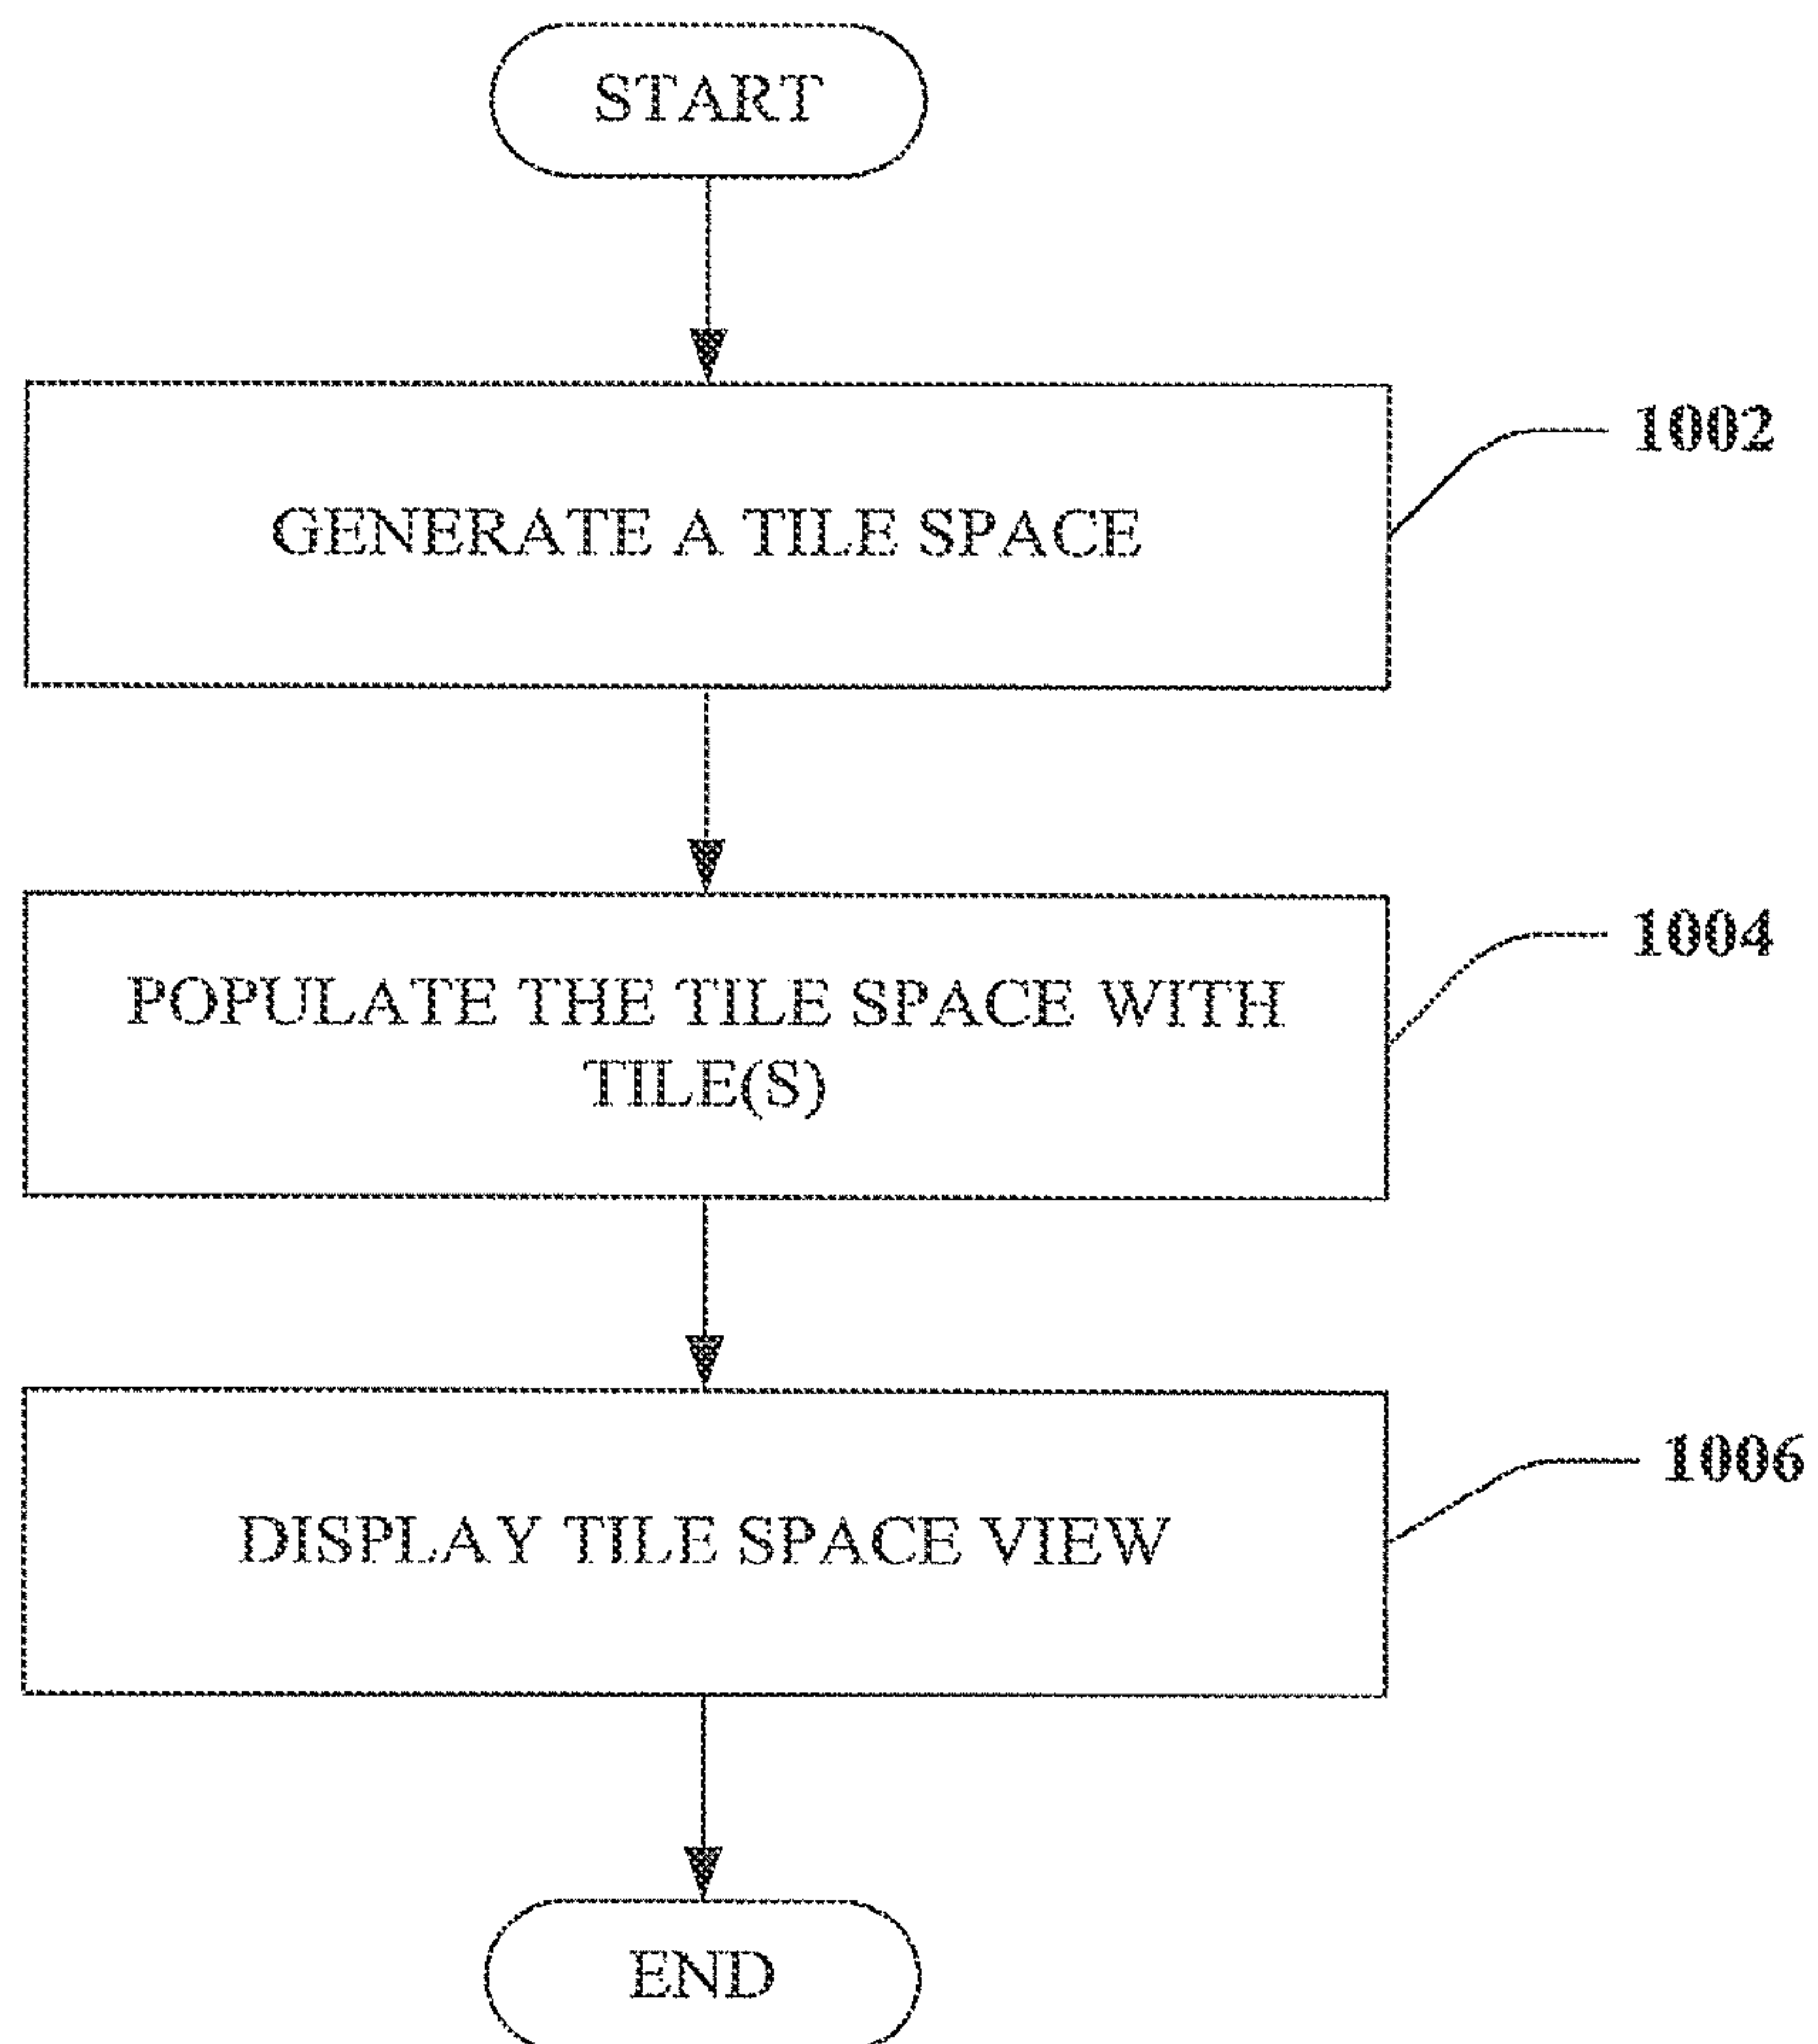 START
GENERATE A TILE SPACE
1002
POPULATE THE TILE SPACE WITH
TILE(S)
1004
DISPLAY TILE SPACE VIEW
1006
END